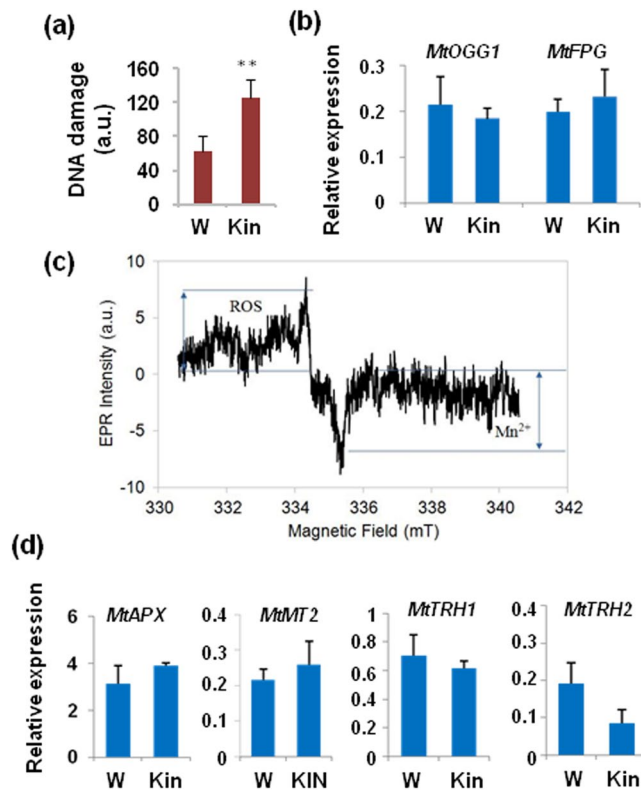 (a)
DNA damage
(a.u.)
160
120
80
40
0
**
W Kin
(b)
Relative expression
0.3
0.2
0.1
0
MtOGG1 MtFPG
W Kin W Kin
(c)
EPR Intensity (a.u.)
10
5
0
-5
-10
ROS
Mn2+
330 332 334 336 338 340 342
Magnetic Field (mT)
(d)
Relative expression
6
4
2
0
MtAPX
W Kin
0.4
0.3
0.2
0.1
0
MtMT2
W KIN
1
0.8
0.6
0.4
0.2
0
MtTRH1
W Kin
0.3
0.2
0.1
0
MtTRH2
W Kin